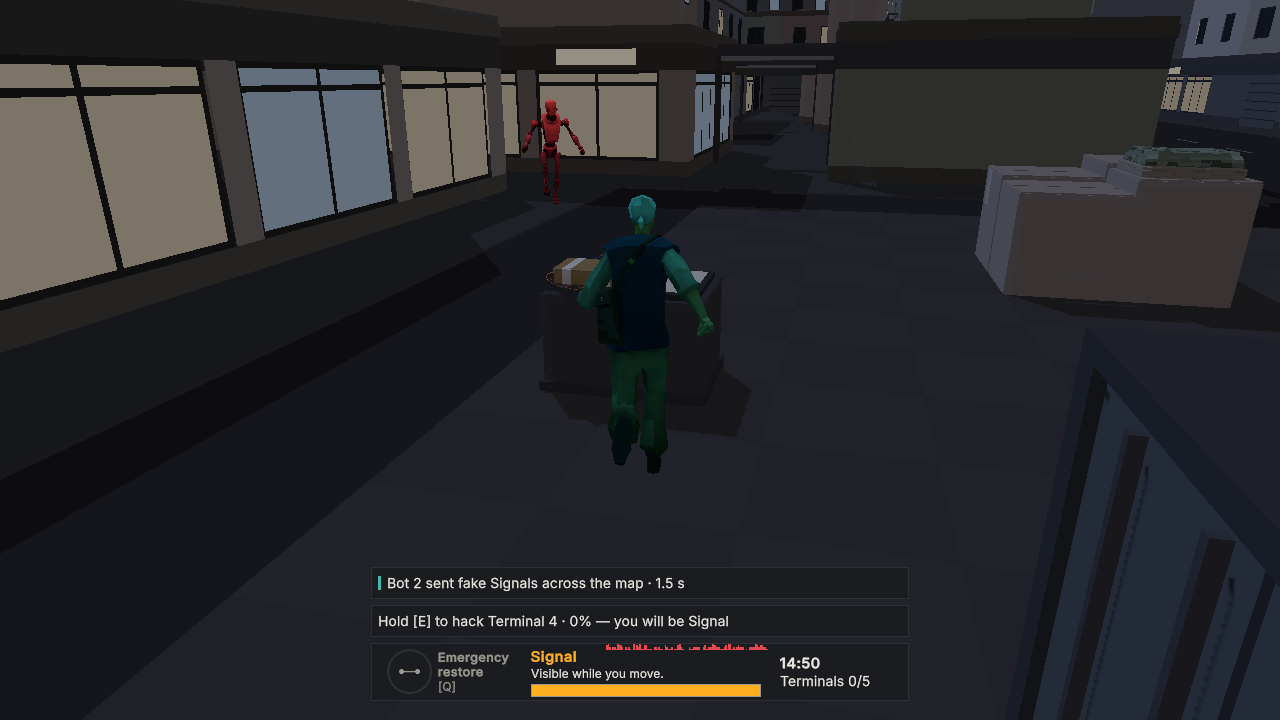 Bot 2 sent fake Signals across the map · 1.5 s
Hold [E] to hack Terminal 4 · 0% — you will be Signal
Emergency
restore
[Q]
Signal
Visible while you move.
14:50
Terminals 0/5